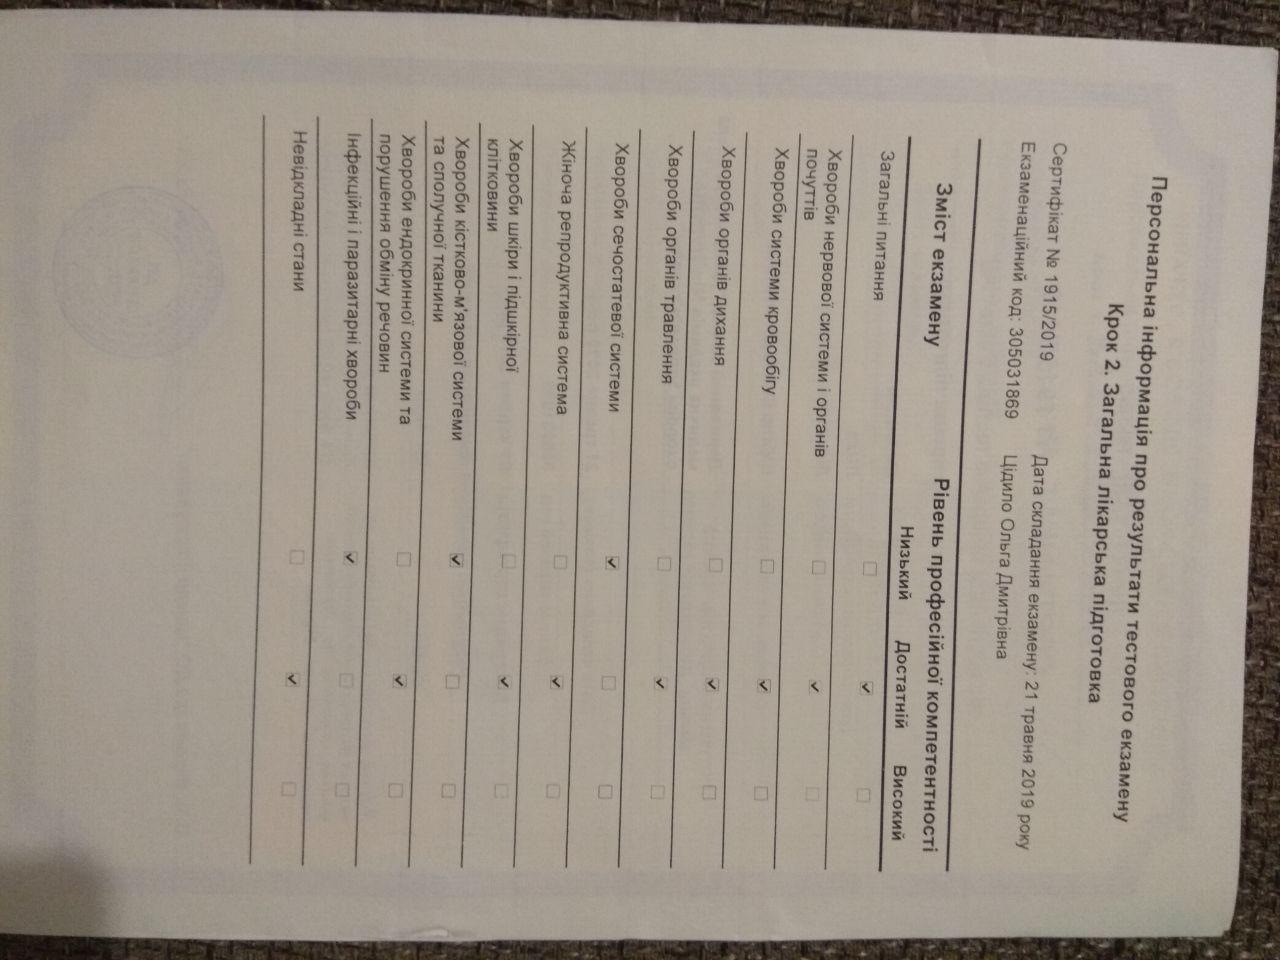 Персональна інформація про результати тестового екзамену
Крок 2. Загальна лікарська підготовка
Сертифікат № 1915/2019
Дата складання екзамену: 21 травня 2019 року
Екзаменаційний код: 305031869
Цідило Ольга Дмитрівна
Зміст екзамену
Рівень професійної компетентності
Низький Достатній Високий
Загальні питання ☐ ☑ ☐
Хвороби нервової системи і органів
почуттів ☐ ☑ ☐
Хвороби системи кровообігу ☐ ☑ ☐
Хвороби органів дихання ☐ ☑ ☐
Хвороби органів травлення ☐ ☑ ☐
Хвороби сечостатевої системи ☑ ☐ ☐
Жіноча репродуктивна система ☐ ☑ ☐
Хвороби шкіри і підшкірної
клітковини ☐ ☑ ☐
Хвороби кістково-м'язової системи
та сполучної тканини ☑ ☐ ☐
Хвороби ендокринної системи та
порушення обміну речовин ☐ ☑ ☐
Інфекційні і паразитарні хвороби ☑ ☐ ☐
Невідкладні стани ☐ ☑ ☐